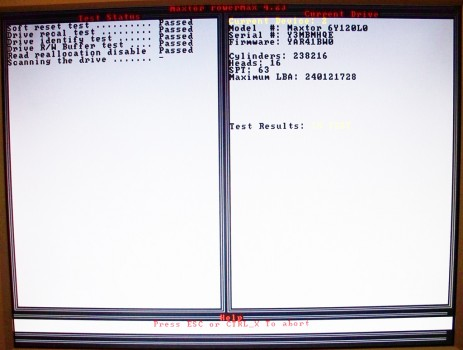 Maxtor PowerMax 4.23
Test Status
Soft reset test ........ Passed
Drive recal test ....... Passed
Drive identify test ...... Passed
Drive R/W Buffer test .... Passed
Read reallocation disable Passed
Scanning the drive ....... _
Current Drive
Model #: Maxtor 6Y120L0
Serial #: Y3MBMHQE
Firmware: YAR41BW0
Cylinders: 238216
Heads: 16
SPT: 63
Maximum LBA: 240121728
Test Results:
Help
Press ESC or CTRL_X to abort